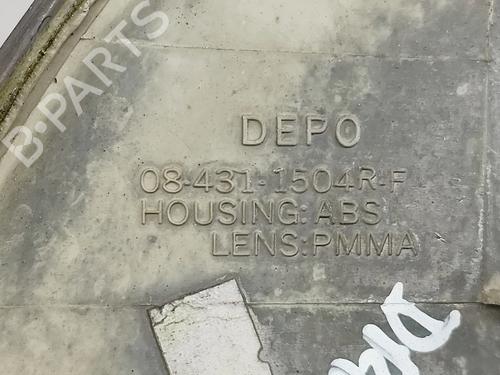 B-PARTS
DEPO
08-431-1504R-F
HOUSING: ABS
LENS:PMMA